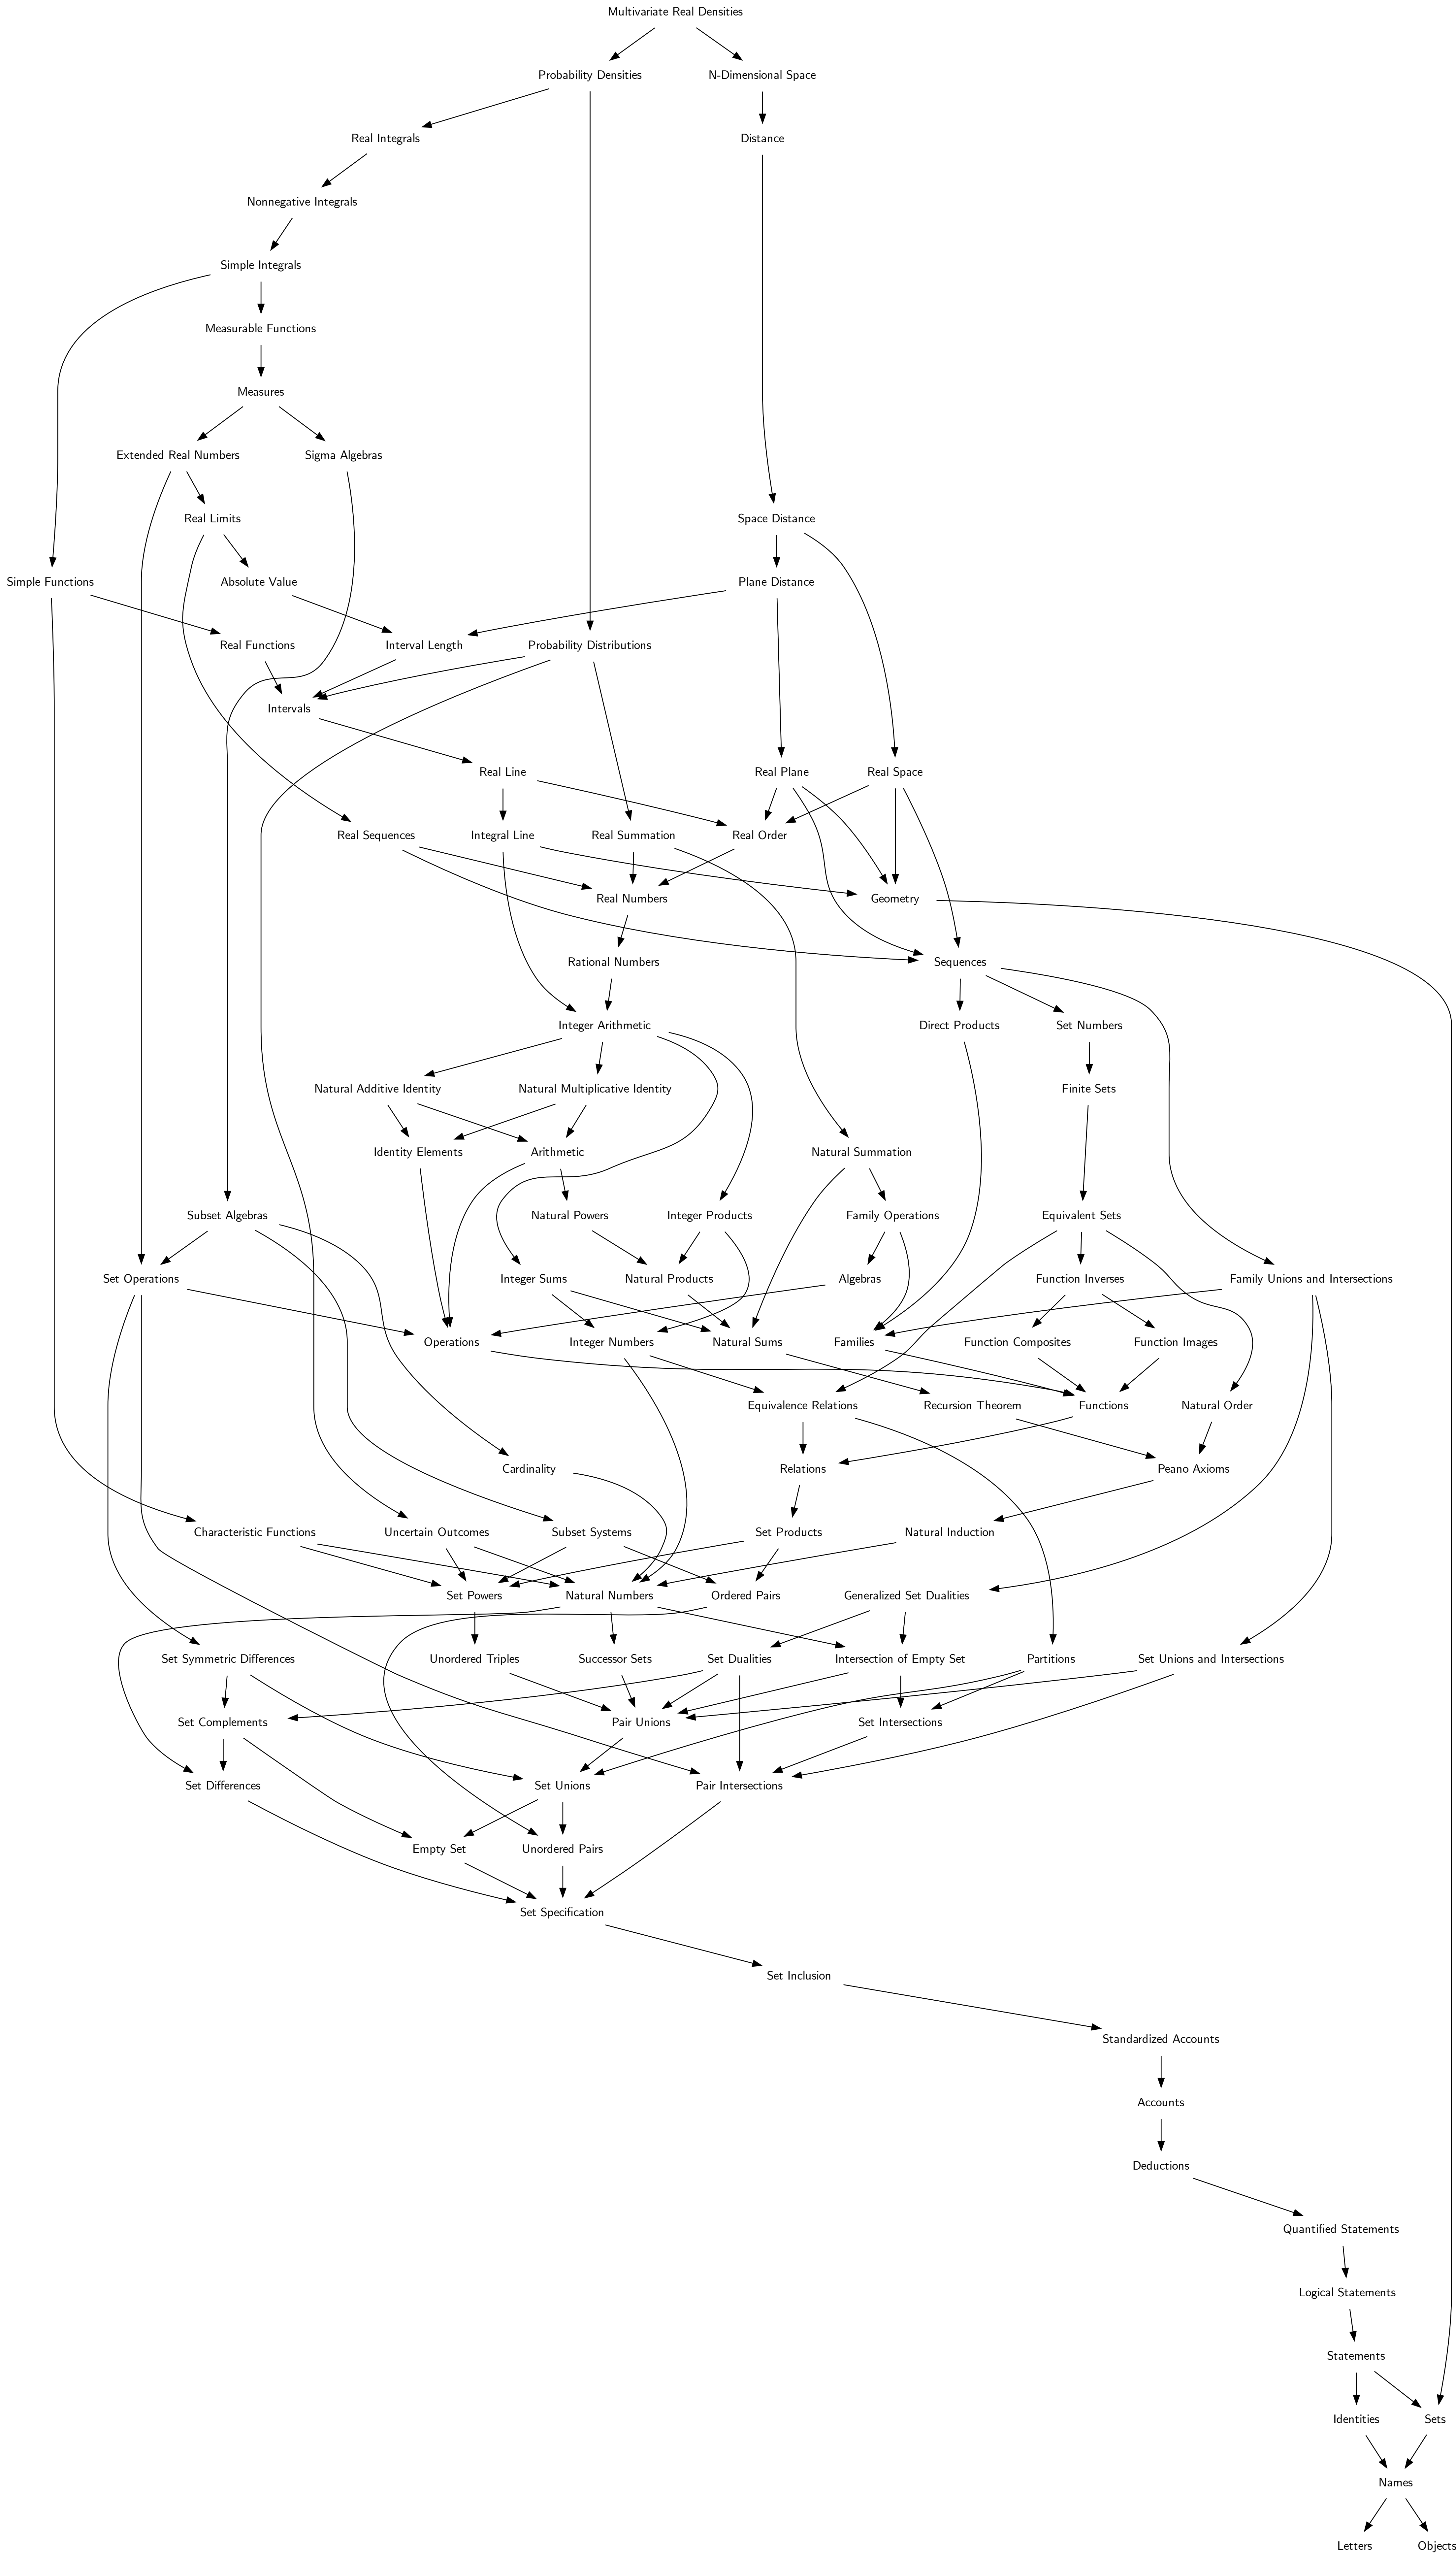 Multivariate Real Densities
Probability Densities
N-Dimensional Space
Real Integrals
Distance
Nonnegative Integrals
Simple Integrals
Measurable Functions
Measures
Extended Real Numbers
Sigma Algebras
Real Limits
Space Distance
Simple Functions
Absolute Value
Plane Distance
Real Functions
Interval Length
Probability Distributions
Intervals
Real Line
Real Plane
Real Space
Real Sequences
Integral Line
Real Summation
Real Order
Real Numbers
Geometry
Rational Numbers
Sequences
Integer Arithmetic
Direct Products
Set Numbers
Natural Additive Identity
Natural Multiplicative Identity
Finite Sets
Identity Elements
Arithmetic
Natural Summation
Subset Algebras
Natural Powers
Integer Products
Family Operations
Equivalent Sets
Set Operations
Integer Sums
Natural Products
Algebras
Function Inverses
Family Unions and Intersections
Operations
Integer Numbers
Natural Sums
Families
Function Composites
Function Images
Equivalence Relations
Recursion Theorem
Functions
Natural Order
Cardinality
Relations
Peano Axioms
Characteristic Functions
Uncertain Outcomes
Subset Systems
Set Products
Natural Induction
Set Powers
Natural Numbers
Ordered Pairs
Generalized Set Dualities
Set Symmetric Differences
Unordered Triples
Successor Sets
Set Dualities
Intersection of Empty Set
Partitions
Set Unions and Intersections
Set Complements
Pair Unions
Set Intersections
Set Differences
Set Unions
Pair Intersections
Empty Set
Unordered Pairs
Set Specification
Set Inclusion
Standardized Accounts
Accounts
Deductions
Quantified Statements
Logical Statements
Statements
Identities
Sets
Names
Letters
Objects